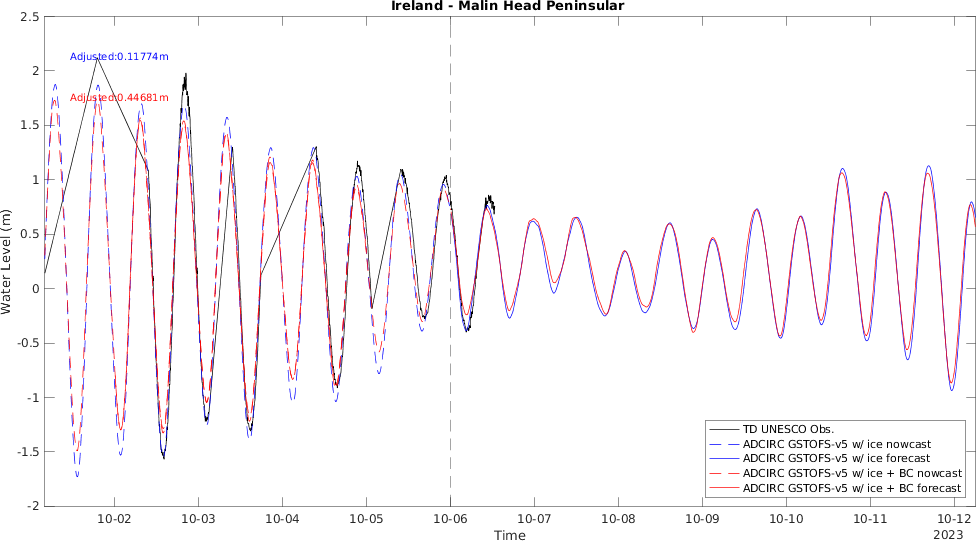 Ireland - Malin Head Peninsular
Adjusted:0.11774m
Adjusted:0.44681m
2.5
2
1.5
1
0.5
0
-0.5
-1
-1.5
-2
Water Level (m)
TD UNESCO Obs.
ADCIRC GSTOFS-v5 w/ ice nowcast
ADCIRC GSTOFS-v5 w/ ice forecast
ADCIRC GSTOFS-v5 w/ ice + BC nowcast
ADCIRC GSTOFS-v5 w/ ice + BC forecast
10-02 10-03 10-04 10-05 10-06 10-07 10-08 10-09 10-10 10-11 10-12
Time
2023